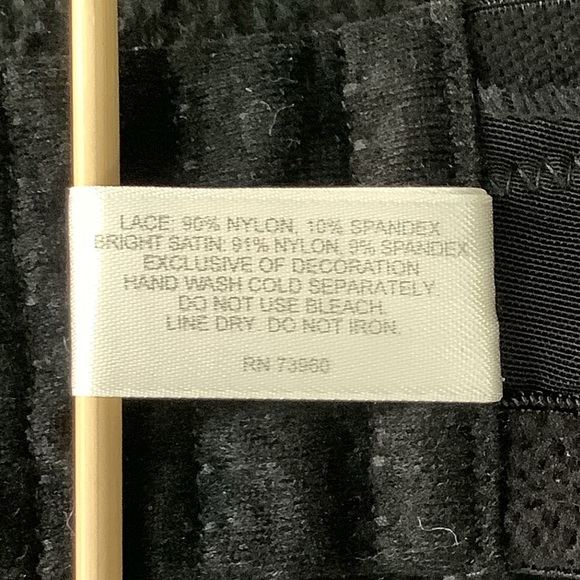 LACE: 90% NYLON, 10% SPANDEX
BRIGHT SATIN: 91% NYLON, 9% SPANDEX
EXCLUSIVE OF DECORATION
HAND WASH COLD SEPARATELY.
DO NOT USE BLEACH.
LINE DRY. DO NOT IRON.
RN 73960